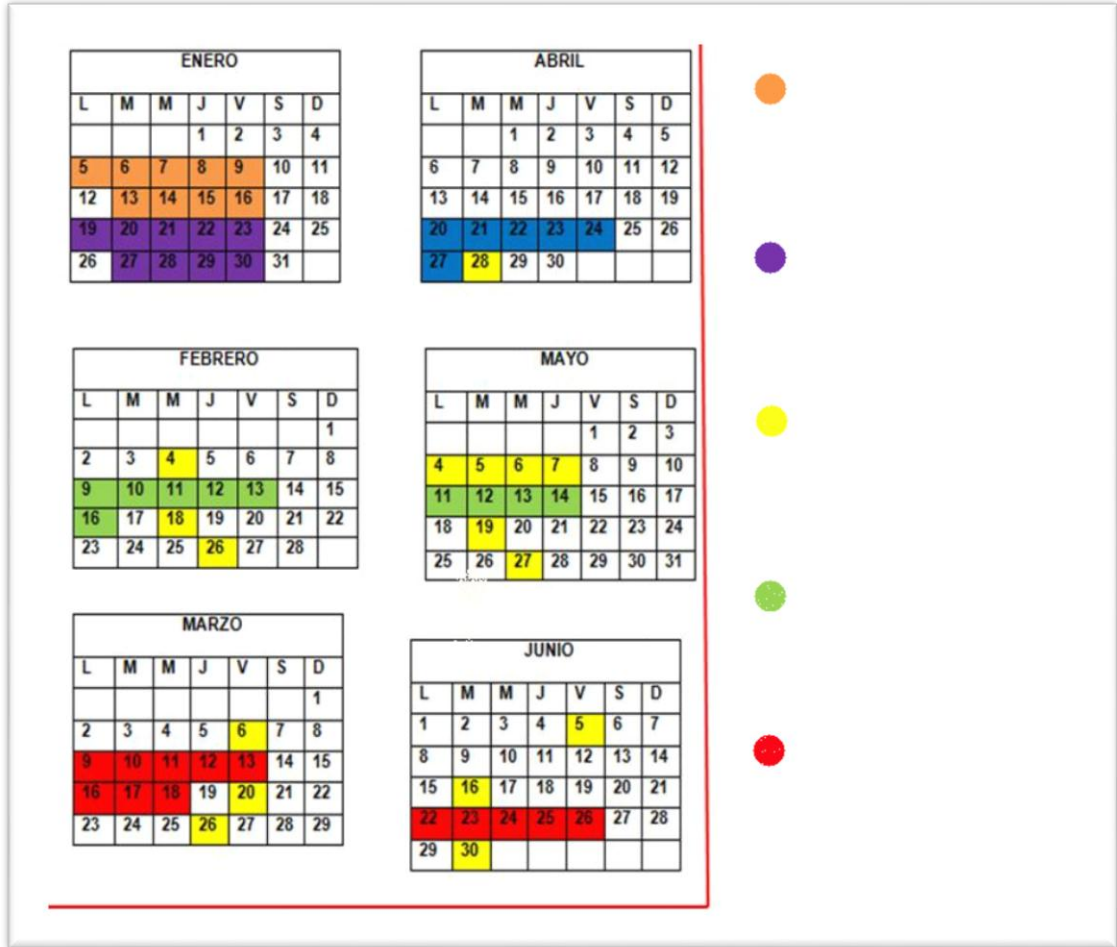 ENERO
L M M J V S D
1 2 3 4
5 6 7 8 9 10 11
12 13 14 15 16 17 18
19 20 21 22 23 24 25
26 27 28 29 30 31
FEBRERO
L M M J V S D
1
2 3 4 5 6 7 8
9 10 11 12 13 14 15
16 17 18 19 20 21 22
23 24 25 26 27 28
MARZO
L M M J V S D
1
2 3 4 5 6 7 8
9 10 11 12 13 14 15
16 17 18 19 20 21 22
23 24 25 26 27 28 29
ABRIL
L M M J V S D
1 2 3 4 5
6 7 8 9 10 11 12
13 14 15 16 17 18 19
20 21 22 23 24 25 26
27 28 29 30
MAYO
L M M J V S D
1 2 3
4 5 6 7 8 9 10
11 12 13 14 15 16 17
18 19 20 21 22 23 24
25 26 27 28 29 30 31
JUNIO
L M M J V S D
1 2 3 4 5 6 7
8 9 10 11 12 13 14
15 16 17 18 19 20 21
22 23 24 25 26 27 28
29 30